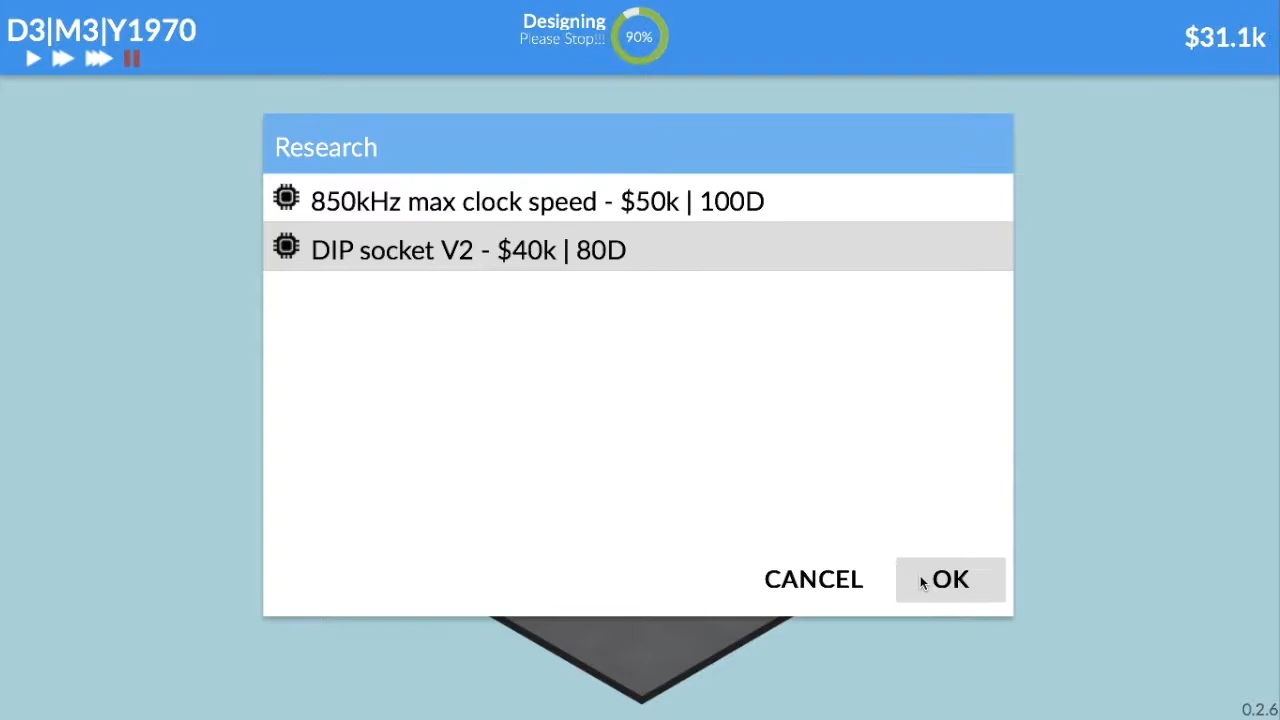 D3|M3|Y1970
Designing
Please Stop!!!
90%
$31.1k
Research
850kHz max clock speed - $50k | 100D
DIP socket V2 - $40k | 80D
CANCEL
OK
0.2.6